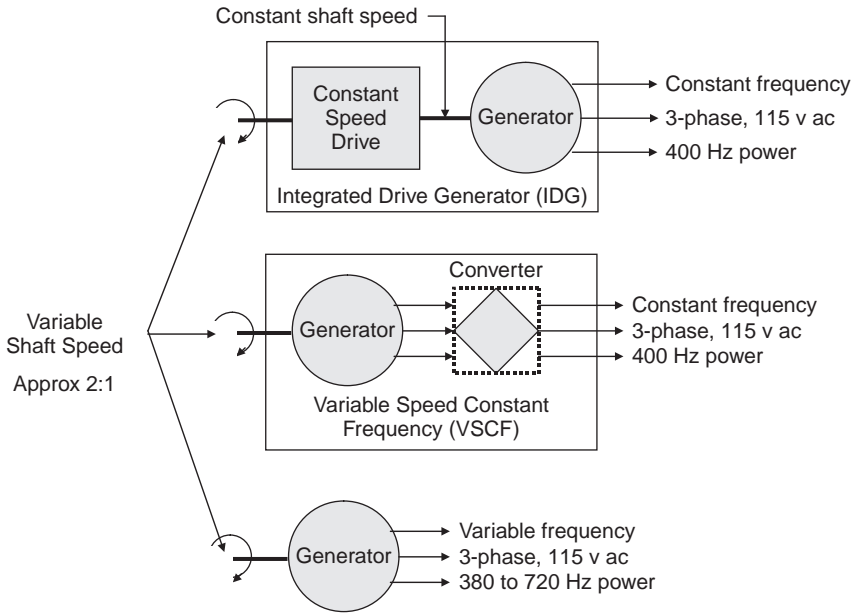 Constant shaft speed
Constant
Speed
Drive
Generator
Constant frequency
3-phase, 115 v ac
400 Hz power
Integrated Drive Generator (IDG)
Variable
Shaft Speed
Approx 2:1
Converter
Generator
Constant frequency
3-phase, 115 v ac
400 Hz power
Variable Speed Constant
Frequency (VSCF)
Generator
Variable frequency
3-phase, 115 v ac
380 to 720 Hz power